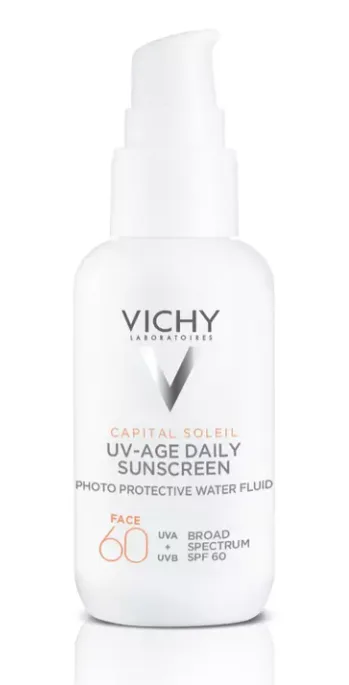 VICHY
LABORATOIRES
V
CAPITAL SOLEIL
UV-AGE DAILY
SUNSCREEN
PHOTO PROTECTIVE WATER FLUID
FACE
60
UVA
+
UVB
BROAD
SPECTRUM
SPF 60